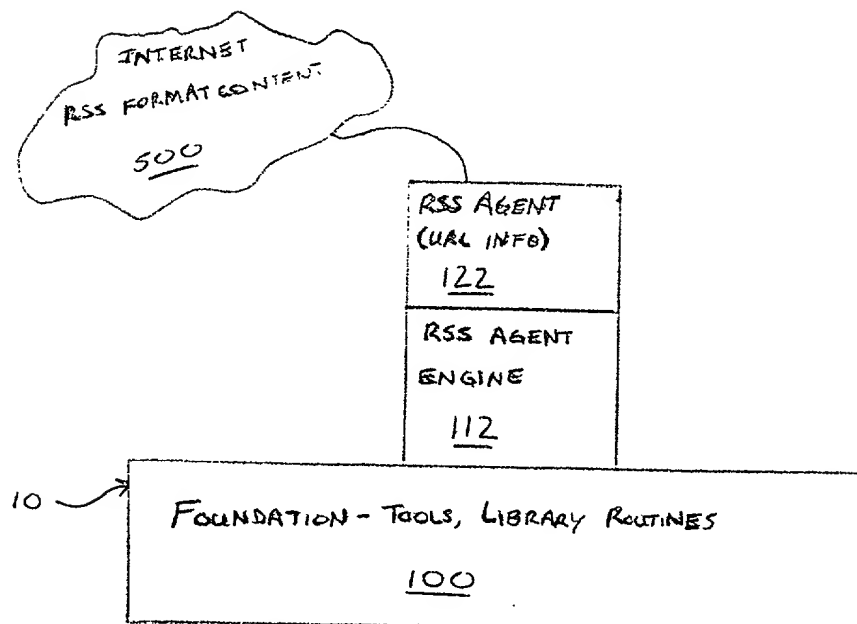 INTERNET
RSS FORMAT CONTENT
500
RSS AGENT
(URL INFO)
122
RSS AGENT
ENGINE
112
10
FOUNDATION - TOOLS, LIBRARY ROUTINES
100